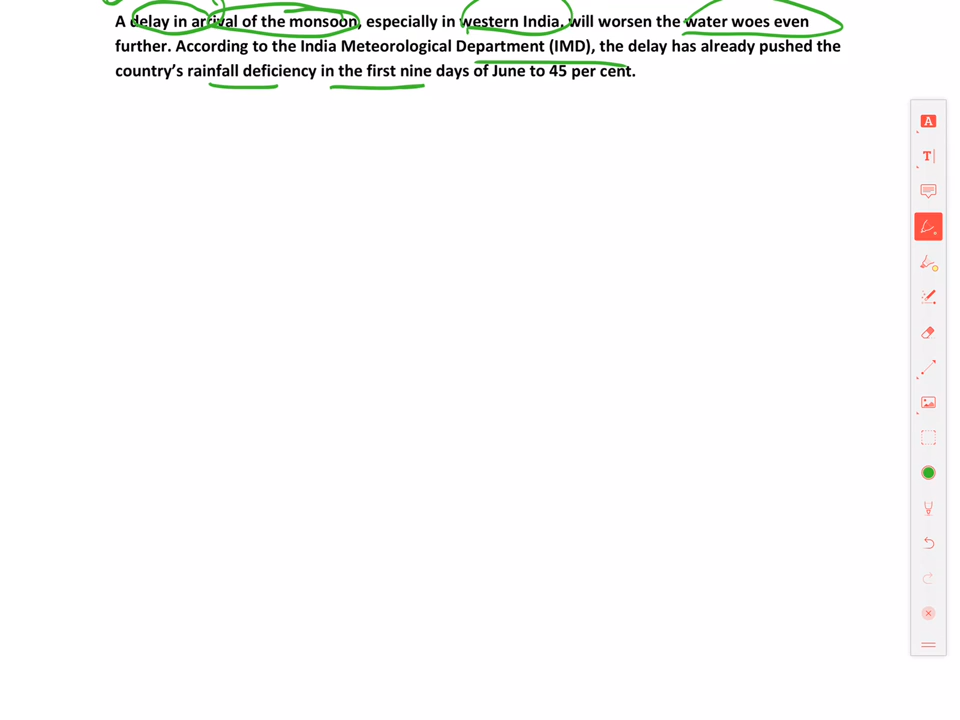 A delay in arrival of the monsoon, especially in western India, will worsen the water woes even
further. According to the India Meteorological Department (IMD), the delay has already pushed the
country’s rainfall deficiency in the first nine days of June to 45 per cent.
A
T